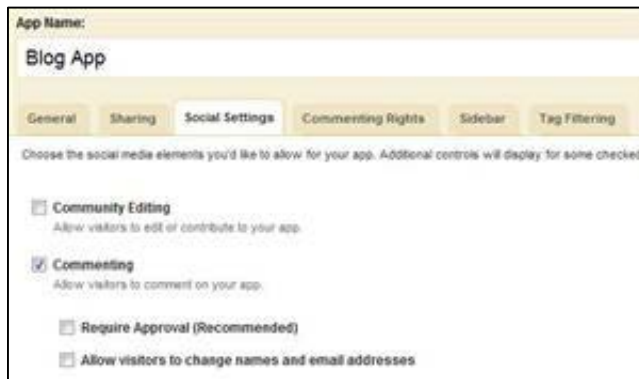 App Name:
Blog App
General Sharing Social Settings Commenting Rights Sidebar Tag Filtering
Choose the social media elements you'd like to allow for your app. Additional controls will display for some checked
Community Editing
Allow visitors to edit or contribute to your app.
Commenting
Allow visitors to comment on your app.
Require Approval (Recommended)
Allow visitors to change names and email addresses